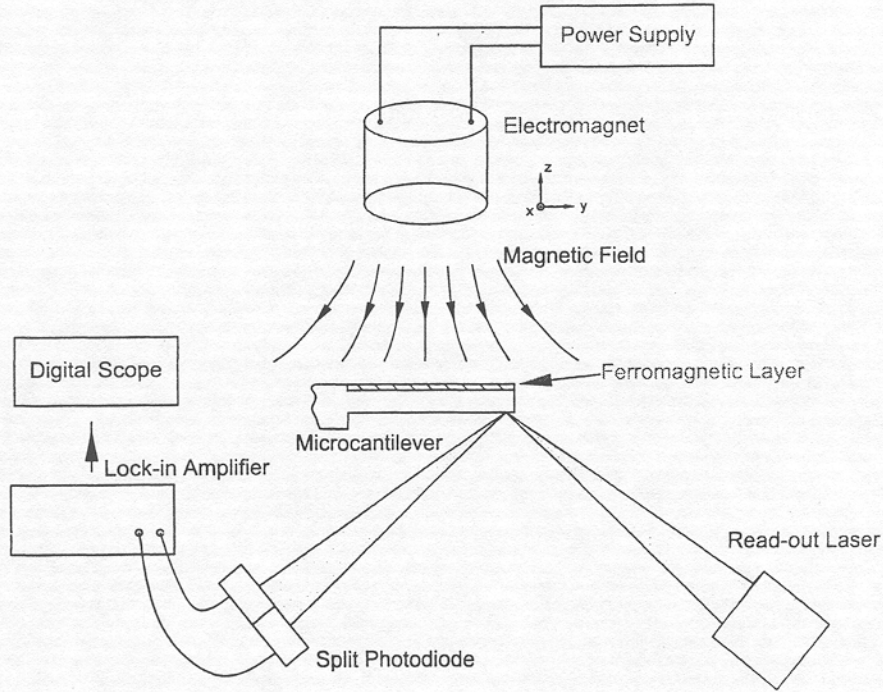 Power Supply
Electromagnet
z
x
y
Magnetic Field
Digital Scope
Ferromagnetic Layer
Microcantilever
Lock-in Amplifier
Read-out Laser
Split Photodiode